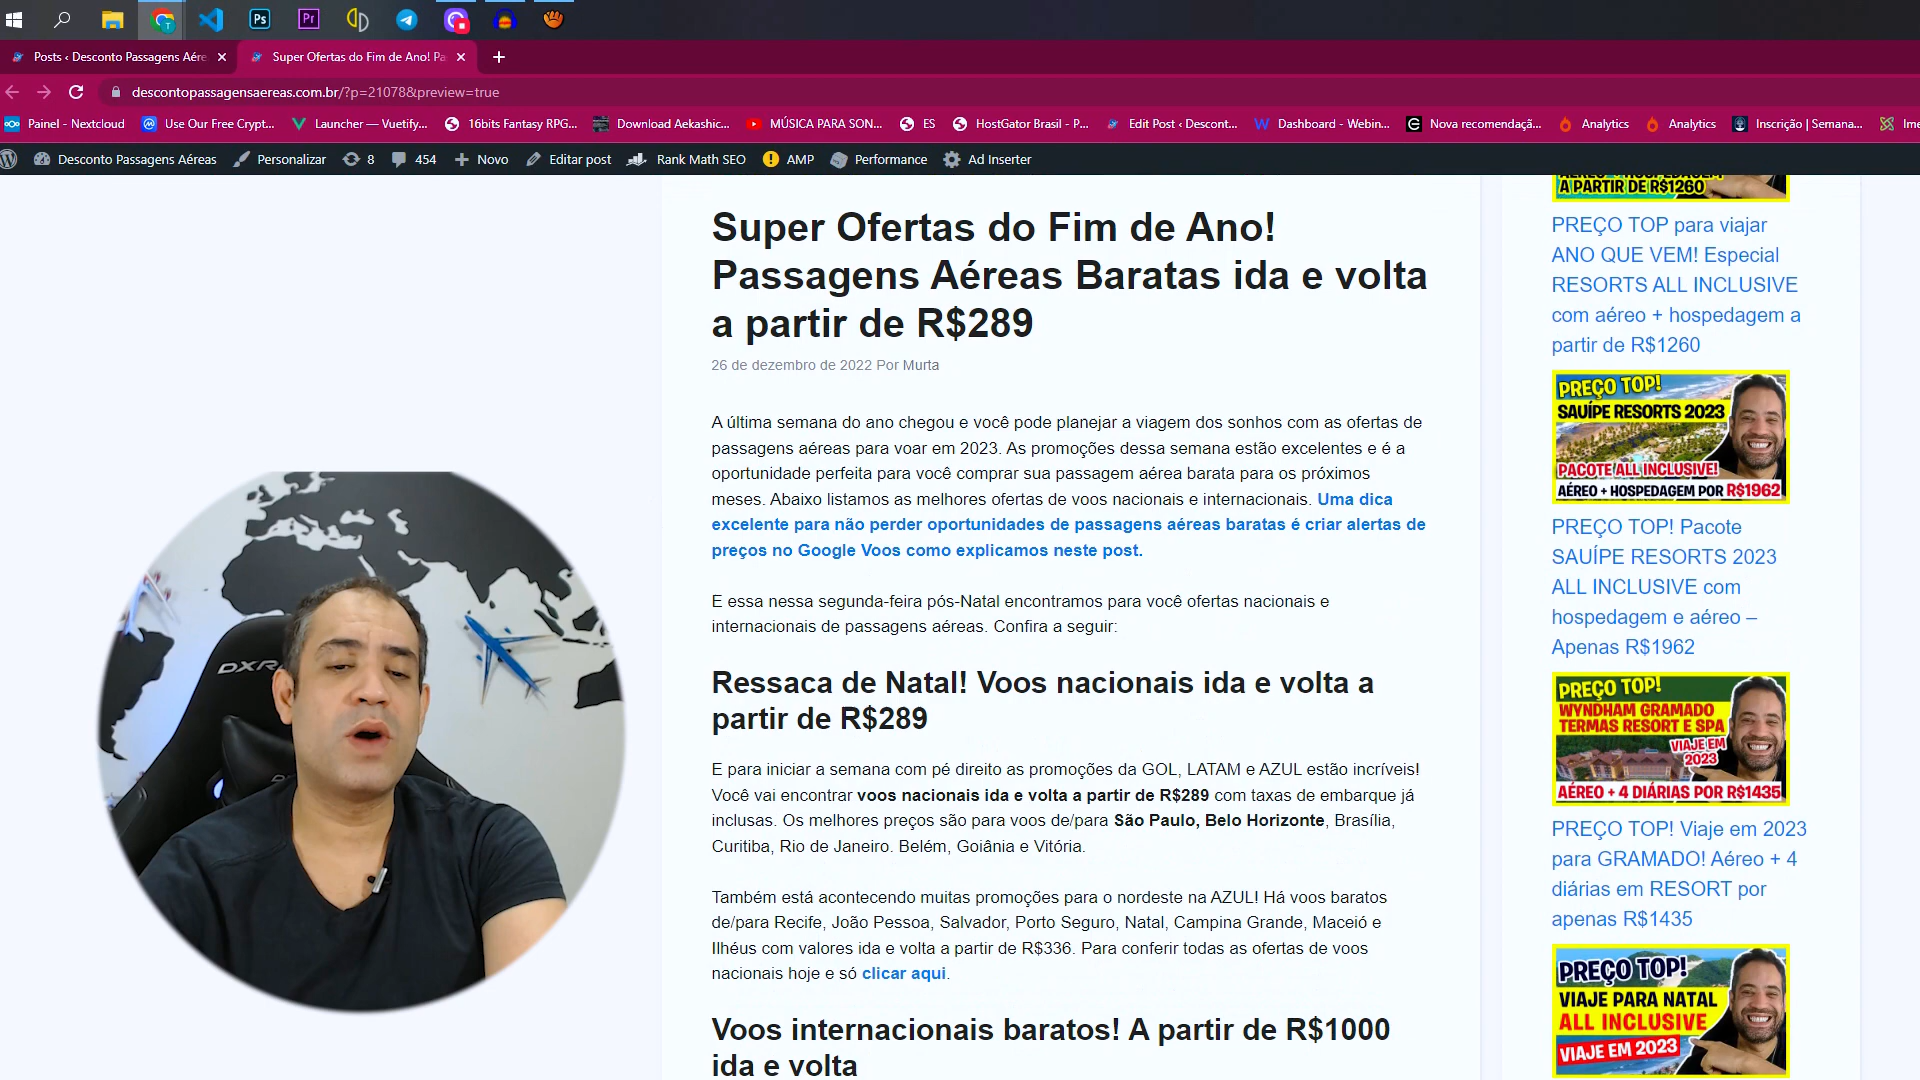 Ps
Pr
Posts ‹ Desconto Passagens Aére
Super Ofertas do Fim de Ano! Pa
descontopassagensaereas.com.br/?p=21078&preview=true
Painel - Nextcloud
Use Our Free Crypt...
Launcher — Vuetify...
16bits Fantasy RPG...
Download Aekashic...
MÚSICA PARA SON...
ES
HostGator Brasil - P...
Edit Post ‹ Descont...
Dashboard - Webin...
Nova recomendaçã...
Analytics
Analytics
Inscrição | Semana...
Ime
Desconto Passagens Aéreas
Personalizar
8
454
Novo
Editar post
Rank Math SEO
AMP
Performance
Ad Inserter
Super Ofertas do Fim de Ano!
Passagens Aéreas Baratas ida e volta
a partir de R$289
26 de dezembro de 2022 Por Murta
A última semana do ano chegou e você pode planejar a viagem dos sonhos com as ofertas de
passagens aéreas para voar em 2023. As promoções dessa semana estão excelentes e é a
oportunidade perfeita para você comprar sua passagem aérea barata para os próximos
meses. Abaixo listamos as melhores ofertas de voos nacionais e internacionais. Uma dica
excelente para não perder oportunidades de passagens aéreas baratas é criar alertas de
preços no Google Voos como explicamos neste post.
E essa nessa segunda-feira pós-Natal encontramos para você ofertas nacionais e
internacionais de passagens aéreas. Confira a seguir:
Ressaca de Natal! Voos nacionais ida e volta a
partir de R$289
E para iniciar a semana com pé direito as promoções da GOL, LATAM e AZUL estão incríveis!
Você vai encontrar voos nacionais ida e volta a partir de R$289 com taxas de embarque já
inclusas. Os melhores preços são para voos de/para São Paulo, Belo Horizonte, Brasília,
Curitiba, Rio de Janeiro. Belém, Goiânia e Vitória.
Também está acontecendo muitas promoções para o nordeste na AZUL! Há voos baratos
de/para Recife, João Pessoa, Salvador, Porto Seguro, Natal, Campina Grande, Maceió e
Ilhéus com valores ida e volta a partir de R$336. Para conferir todas as ofertas de voos
nacionais hoje e só clicar aqui.
Voos internacionais baratos! A partir de R$1000
ida e volta
A PARTIR DE R$1260
PREÇO TOP para viajar
ANO QUE VEM! Especial
RESORTS ALL INCLUSIVE
com aéreo + hospedagem a
partir de R$1260
PREÇO TOP!
SAUÍPE RESORTS 2023
PACOTE ALL INCLUSIVE!
AÉREO + HOSPEDAGEM POR R$1962
PREÇO TOP! Pacote
SAUÍPE RESORTS 2023
ALL INCLUSIVE com
hospedagem e aéreo –
Apenas R$1962
PREÇO TOP!
WYNDHAM GRAMADO
TERMAS RESORT E SPA
VIAJE EM
2023
AÉREO + 4 DIÁRIAS POR R$1435
PREÇO TOP! Viaje em 2023
para GRAMADO! Aéreo + 4
diárias em RESORT por
apenas R$1435
PREÇO TOP!
VIAJE PARA NATAL
ALL INCLUSIVE
VIAJE EM 2023
DXR